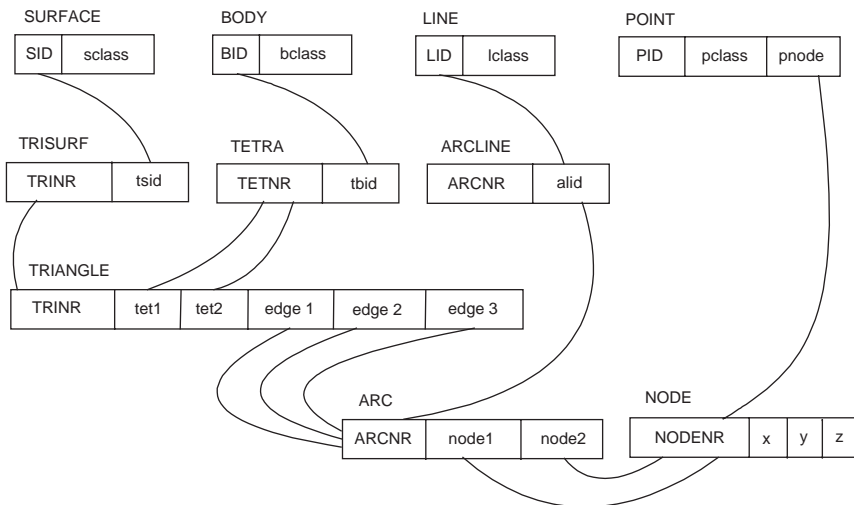 SURFACE BODY LINE POINT
SID sclass BID bclass LID lclass PID pclass pnode
TRISURF TETRA ARCLINE
TRINR tsid TETNR tbid ARCNR alid
TRIANGLE
TRINR tet1 tet2 edge 1 edge 2 edge 3
ARC NODE
ARCNR node1 node2 NODENR x y z